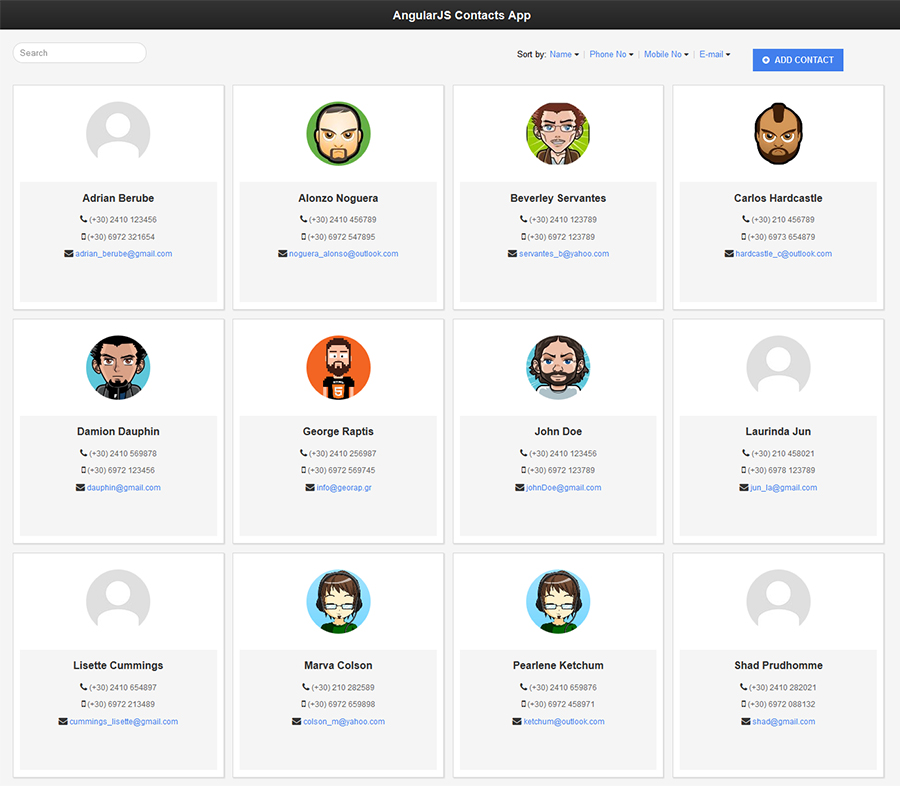 AngularJS Contacts App
Search
Sort by: Name | Phone No | Mobile No | E-mail
ADD CONTACT
Adrian Berube
(+30) 2410 123456
(+30) 6972 321654
adrian_berube@gmail.com
Alonzo Noguera
(+30) 2410 456789
(+30) 6972 547895
noguera_alonso@outlook.com
Beverley Servantes
(+30) 2410 123789
(+30) 6972 123789
servantes_b@yahoo.com
Carlos Hardcastle
(+30) 210 456789
(+30) 6973 654879
hardcastle_c@outlook.com
Damion Dauphin
(+30) 2410 569878
(+30) 6972 123456
dauphin@gmail.com
George Raptis
(+30) 2410 256987
(+30) 6972 569745
info@georap.gr
5
John Doe
(+30) 2410 123456
(+30) 6972 123789
johnDoe@gmail.com
Laurinda Jun
(+30) 210 458021
(+30) 6978 123789
jun_la@gmail.com
Lisette Cummings
(+30) 2410 654897
(+30) 6972 213489
cummings_lisette@gmail.com
Marva Colson
(+30) 210 282589
(+30) 6972 659898
colson_m@yahoo.com
Pearlene Ketchum
(+30) 2410 659876
(+30) 6972 458971
ketchum@outlook.com
Shad Prudhomme
(+30) 2410 282021
(+30) 6972 088132
shad@gmail.com